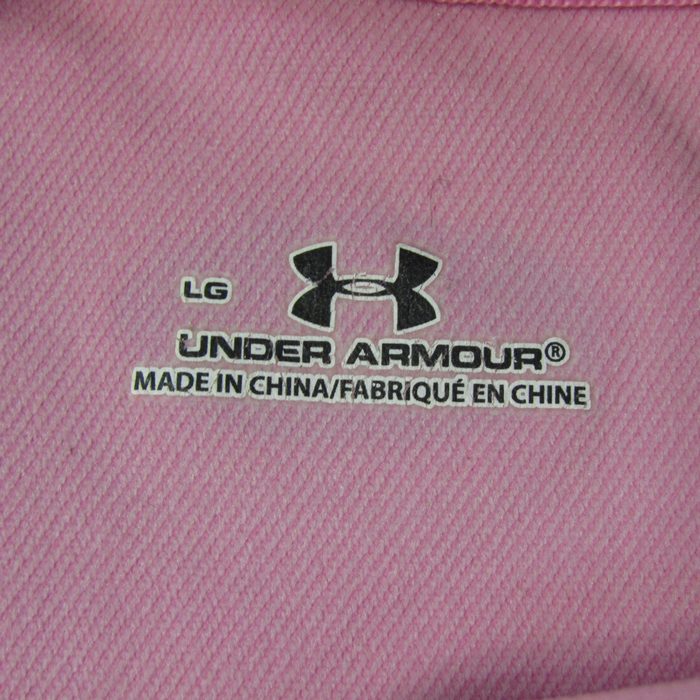 LG
UNDER ARMOUR®
MADE IN CHINA/FABRIQUÉ EN CHINE